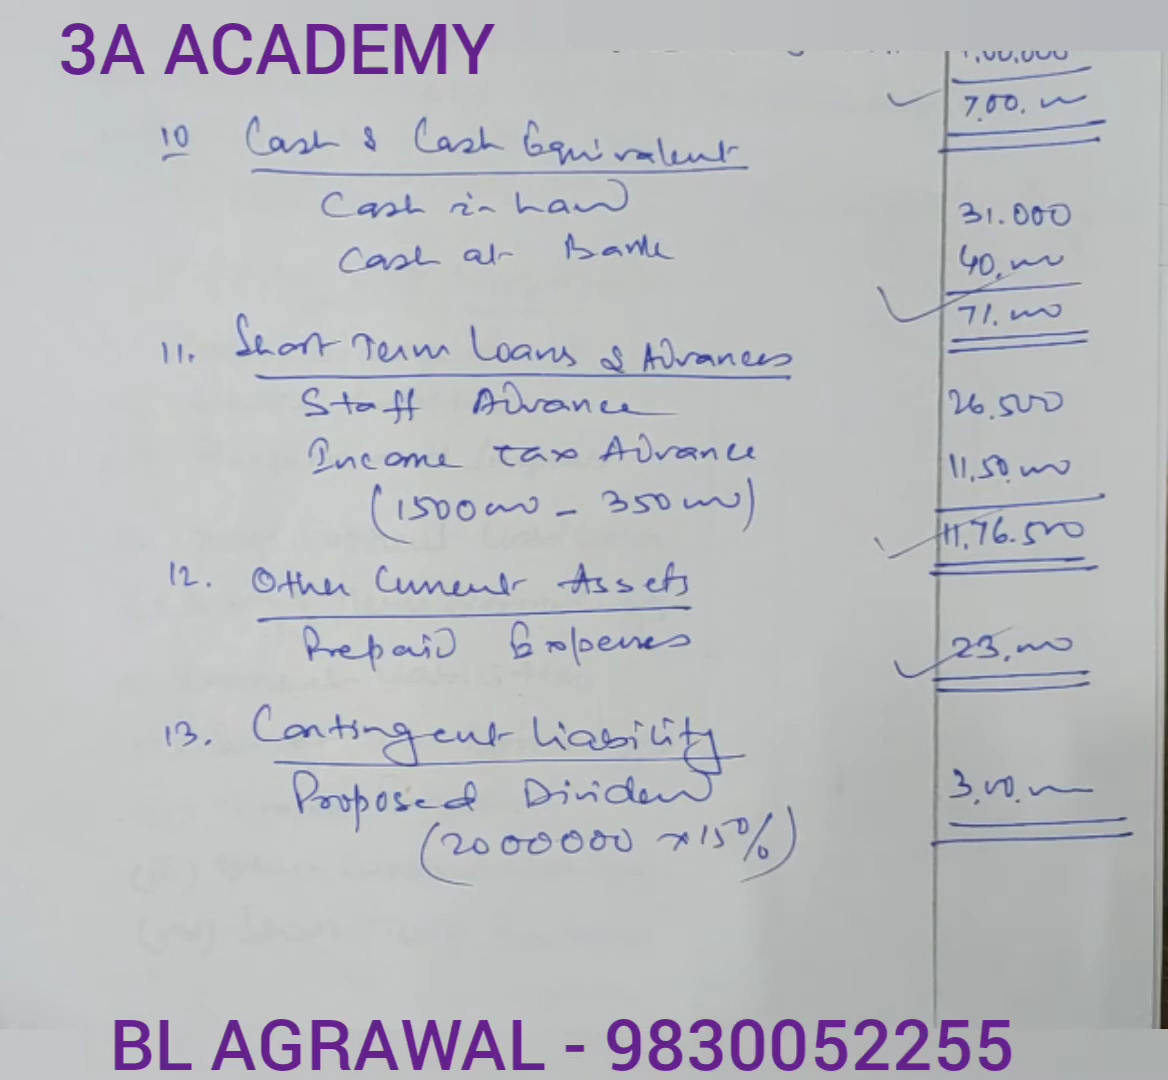 3A ACADEMY
1,00,000
7,00,000
10 Cash & Cash Equivalent
Cash in hand 31.000
Cash at Bank 40,000
71.000
11. Short Term Loans & Advances
Staff Advance 26.500
Income tax Advance 11,50,000
(1500000 - 350000)
11,76.500
12. Other Current Assets
Prepaid Expenses 23,000
13. Contingent Liability
Proposed Dividend 3,00,000
(2000000 x 15%)
BL AGRAWAL - 9830052255